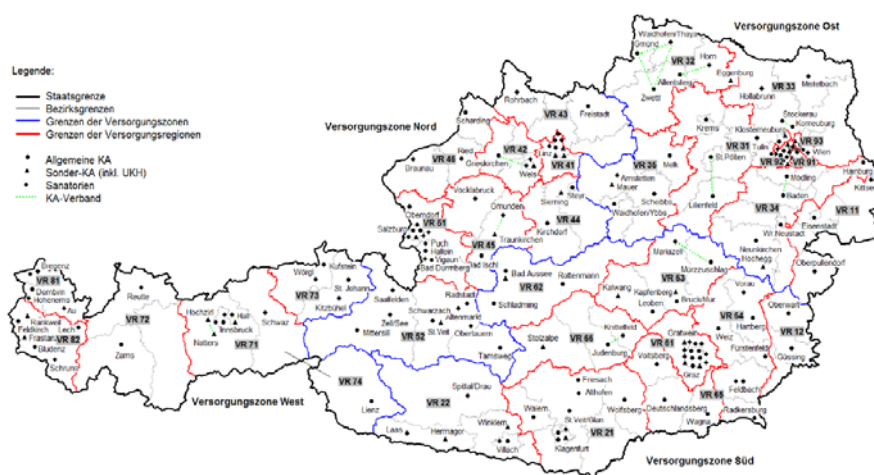 Versorgungszone Ost
Waidhofen/Thaya
Gmünd
VR 32
Horn
Legende:
Allentsteig
Eggenburg
VR 33
Mistelbach
Staatsgrenze
Hollabrunn
Bezirksgrenzen
Rohrbach
Zwettl
Grenzen der Versorgungszonen
VR 43
Freistadt
Stockerau
Grenzen der Versorgungsregionen
Schärding
Korneuburg
Versorgungszone Nord
Krems
Klosterneuburg
VR 93
Allgemeine KA
Ried
VR 42
Linz
VR 31
Tulln
Wien
Sonder-KA (inkl. UKH)
VR 46
Grieskirchen
VR 41
VR 35
Melk
St.Pölten
VR 92
VR 91
Sanatorien
Braunau
Wels
Amstetten
Mauer
Mödling
Hainburg
KA-Verband
Vöcklabruck
Sierning
Steyr
Scheibbs
Baden
Kittsee
Oberndorf
Gmunden
Lilienfeld
VR 34
VR 11
VR 51
Kirchdorf
VR 44
Waidhofen/Ybbs
Salzburg
Wr.Neustadt
Eisenstadt
Puch
VR 45
Traunkirchen
Hallein
Mariazell
Neunkirchen
Vigaun
Bad Ischl
Hochegg
Bregenz
Bad Dürrnberg
Mürzzuschlag
Oberpullendorf
VR 81
Kufstein
Bad Aussee
VR 63
Wörgl
VR 62
Rottenmann
Kalwang
Dornbirn
VR 73
St. Johann
Radstadt
Kapfenberg
Vorau
Hohenems
Reutte
Saalfelden
Schladming
Leoben
Bruck/Mur
Oberwart
Au
Hochzirl
Hall
Kitzbühel
Schwarzach
Altenmarkt
VR 64
Rankweil
VR 72
Zell/See
Knittelfeld
Gratwein
Hartberg
VR 12
Feldkirch
Lech
Innsbruck
Schwaz
Mittersill
VR 52
St.Veit
Obertauern
Stolzalpe
VR 66
VR 61
Weiz
Frastanz
VR 82
Natters
VR 71
Judenburg
Voitsberg
Fürstenfeld
Güssing
Bludenz
Zams
Tamsweg
Graz
Schruns
Friesach
Feldbach
VR 74
Spittal/Drau
Althofen
Versorgungszone West
VR 22
Waiern
Wolfsberg
Deutschlandsberg
VR 65
Lienz
Winklern
St.Veit/Glan
Radkersburg
Laas
Hermagor
VR 21
Wagna
Villach
Klagenfurt
Versorgungszone Süd